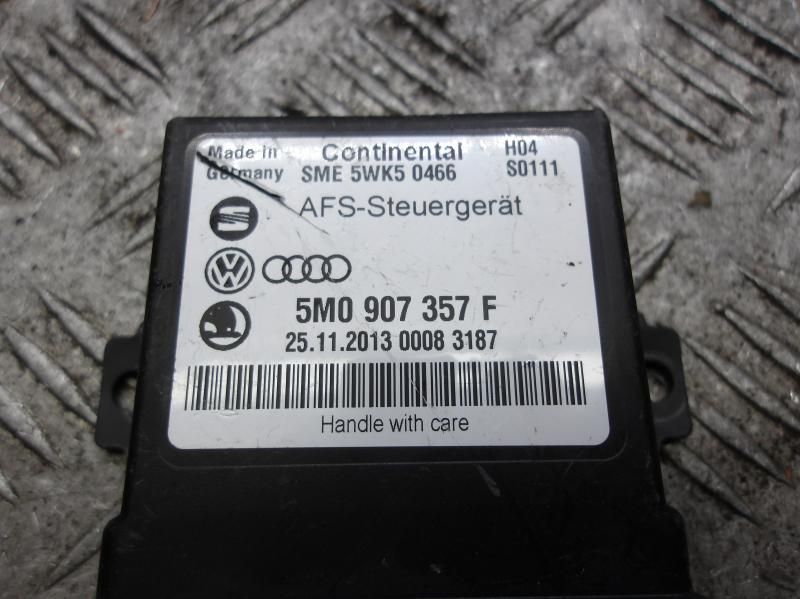 Made in Continental H04
Germany SME 5WK5 0466 S0111
AFS-Steuergerät
5M0 907 357 F
25.11.2013 0008 3187
Handle with care